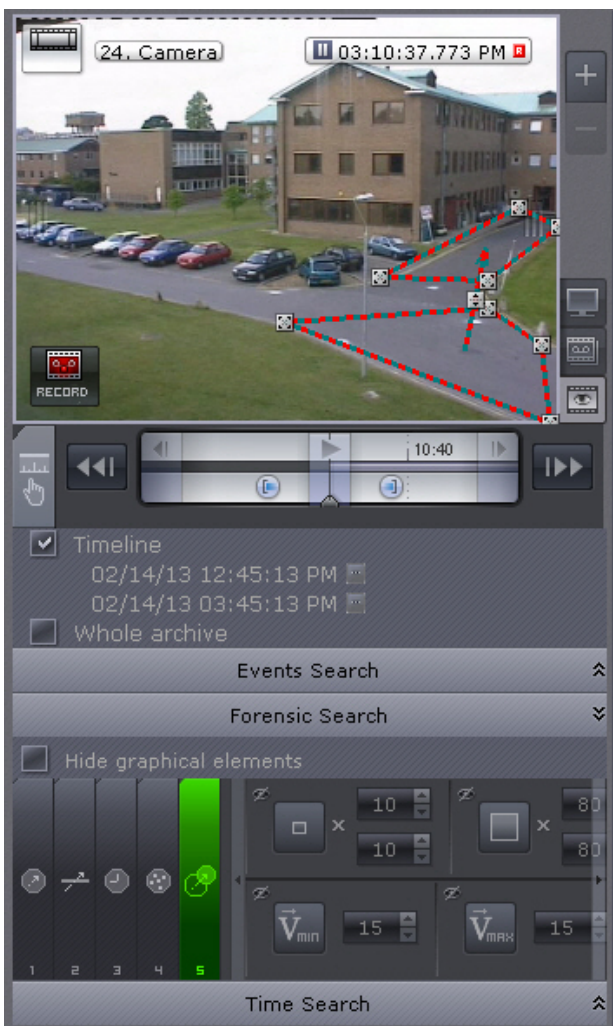 24. Camera
03:10:37.773 PM R
RECORD
10:40
Timeline
02/14/13 12:45:13 PM
02/14/13 03:45:13 PM
Whole archive
Events Search
Forensic Search
Hide graphical elements
10
80
×
×
10
80
1 2 3 4 5
V min 15
V max 15
Time Search